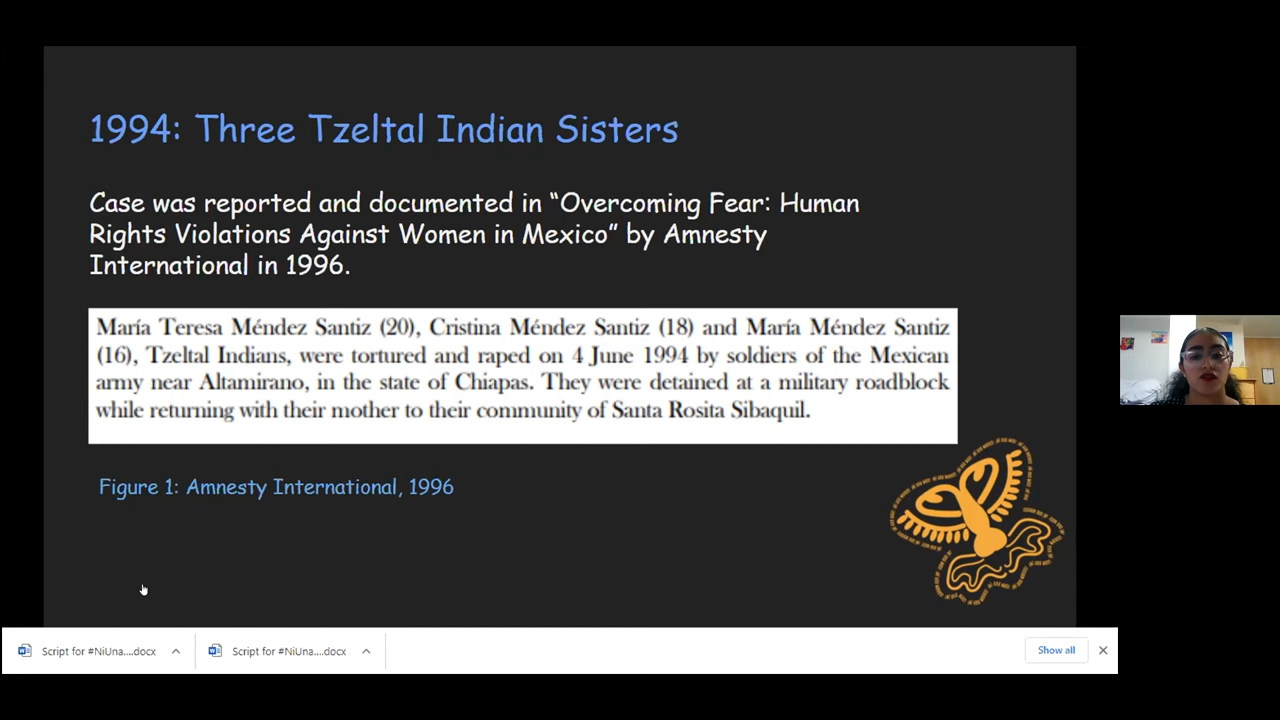 1994: Three Tzeltal Indian Sisters
Case was reported and documented in “Overcoming Fear: Human
Rights Violations Against Women in Mexico” by Amnesty
International in 1996.
María Teresa Méndez Santiz (20), Cristina Méndez Santiz (18) and María Méndez Santiz
(16), Tzeltal Indians, were tortured and raped on 4 June 1994 by soldiers of the Mexican
army near Altamirano, in the state of Chiapas. They were detained at a military roadblock
while returning with their mother to their community of Santa Rosita Sibaquil.
Figure 1: Amnesty International, 1996
Script for #NiUna....docx
Script for #NiUna....docx
Show all